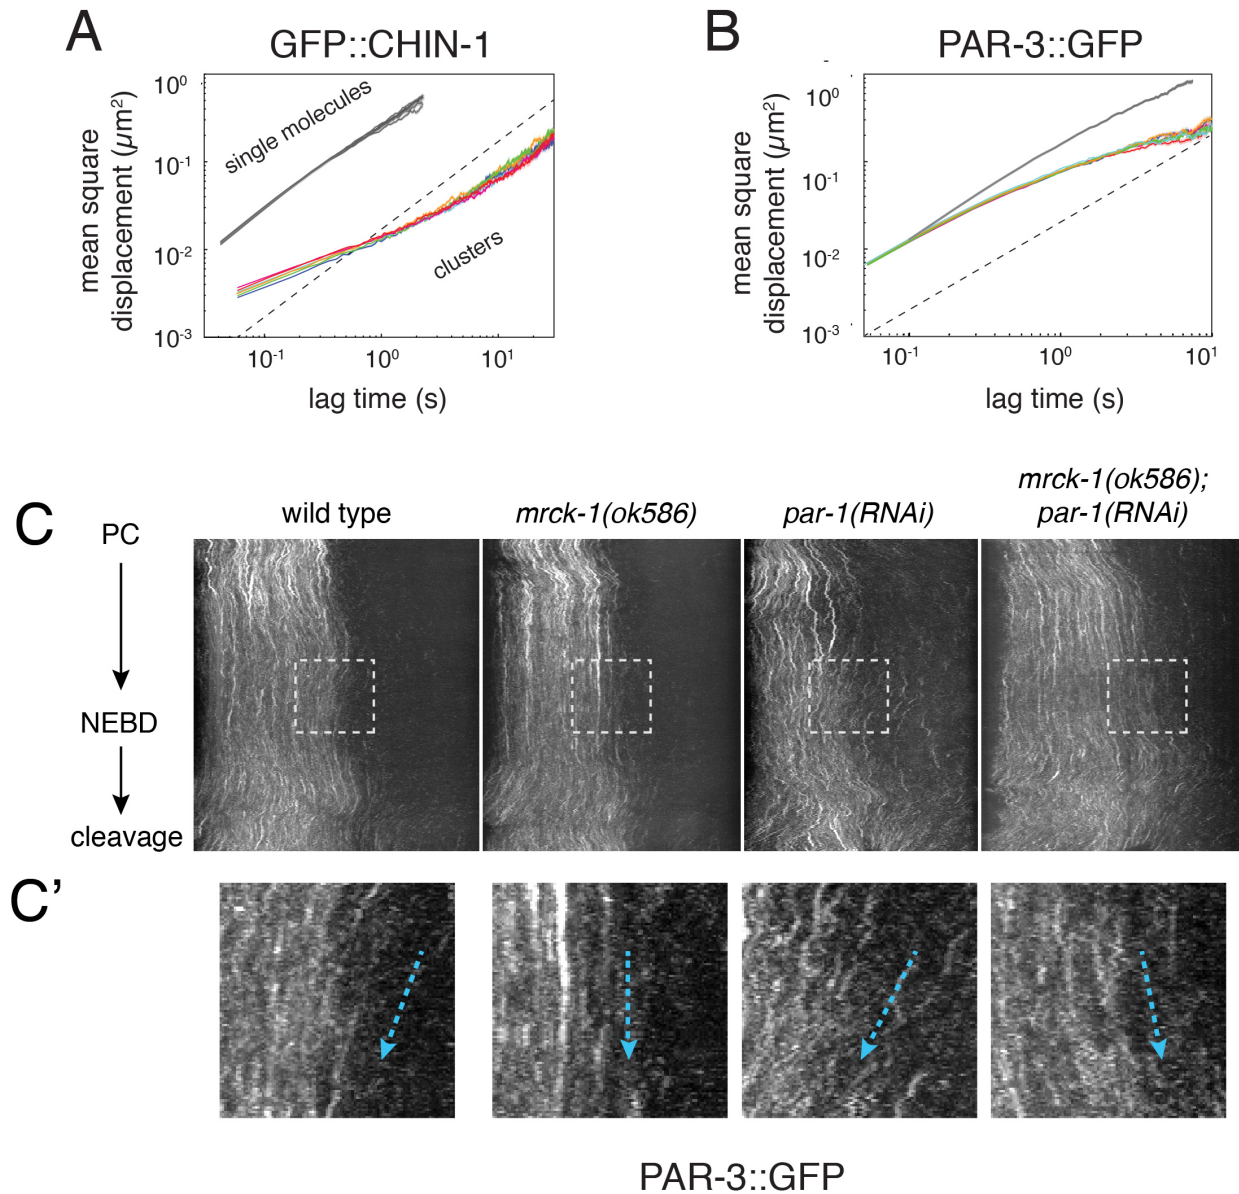 A
GFP::CHIN-1
mean square
displacement (µm²)
10⁰
10⁻¹
10⁻²
10⁻³
single molecules
clusters
10⁻¹ 10⁰ 10¹
lag time (s)
B
PAR-3::GFP
mean square
displacement (µm²)
10⁰
10⁻¹
10⁻²
10⁻³
10⁻¹ 10⁰ 10¹
lag time (s)
C
PC
NEBD
cleavage
wild type
mrck-1(ok586)
par-1(RNAi)
mrck-1(ok586);
par-1(RNAi)
C’
PAR-3::GFP